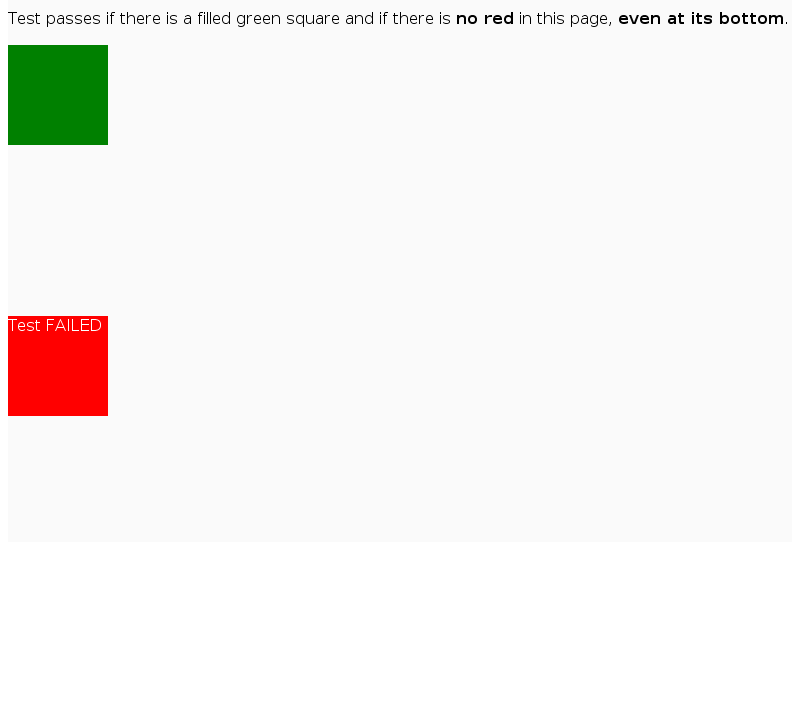 Test passes if there is a filled green square and if there is no red in this page, even at its bottom.
Test FAILED